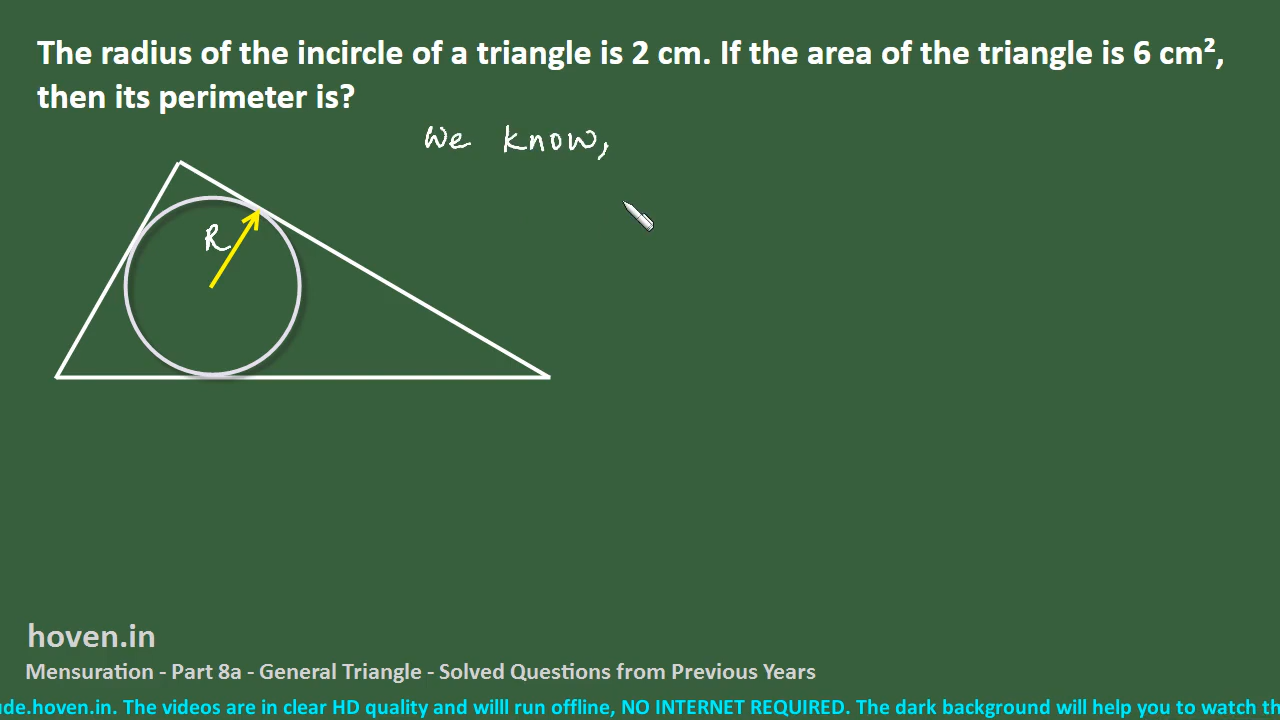 The radius of the incircle of a triangle is 2 cm. If the area of the triangle is 6 cm²,
then its perimeter is?
We know,
R
hoven.in
Mensuration - Part 8a - General Triangle - Solved Questions from Previous Years
ude.hoven.in. The videos are in clear HD quality and willl run offline, NO INTERNET REQUIRED. The dark background will help you to watch th